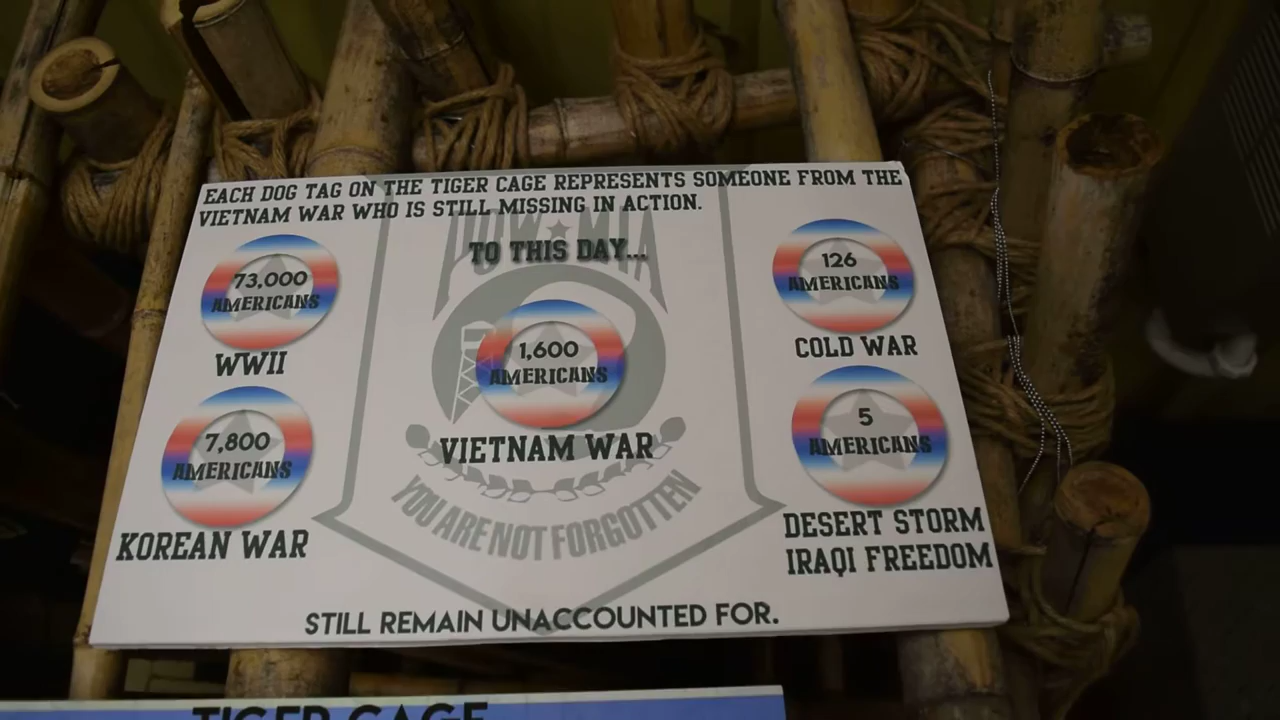 EACH DOG TAG ON THE TIGER CAGE REPRESENTS SOMEONE FROM THE
VIETNAM WAR WHO IS STILL MISSING IN ACTION.
POW ★ MIA
TO THIS DAY...
73,000
AMERICANS
WWII
7,800
AMERICANS
KOREAN WAR
1,600
AMERICANS
VIETNAM WAR
YOU ARE NOT FORGOTTEN
126
AMERICANS
COLD WAR
5
AMERICANS
DESERT STORM
IRAQI FREEDOM
STILL REMAIN UNACCOUNTED FOR.
TIGER CAGE